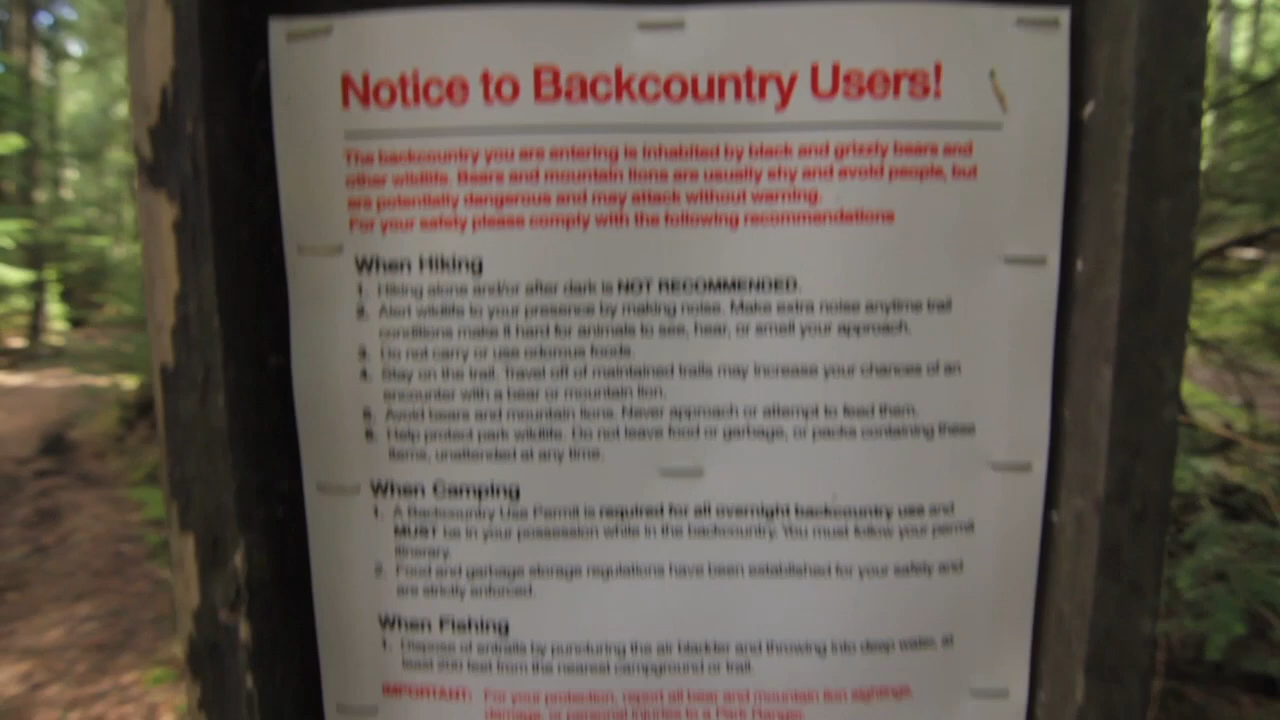 Notice to Backcountry Users!
The backcountry you are entering is inhabited by black and grizzly bears and
other wildlife. Bears and mountain lions are usually shy and avoid people, but
are potentially dangerous and may attack without warning.
For your safety please comply with the following recommendations
When Hiking
1. Hiking alone and/or after dark is NOT RECOMMENDED.
2. Alert wildlife to your presence by making noise. Make extra noise anytime trail
conditions make it hard for animals to see, hear, or smell your approach.
3. Do not carry or use odorous foods.
4. Stay on the trail. Travel off of maintained trails may increase your chances of an
encounter with a bear or mountain lion.
5. Avoid bears and mountain lions. Never approach or attempt to feed them.
6. Help protect park wildlife. Do not leave food or garbage, or packs containing these
items, unattended at any time.
When Camping
1. A Backcountry Use Permit is required for all overnight backcountry use and
MUST be in your possession while in the backcountry. You must follow your permit
itinerary.
2. Food and garbage storage regulations have been established for your safety and
are strictly enforced.
When Fishing
1. Dispose of entrails by puncturing the air bladder and throwing into deep water, at
least 200 feet from the nearest campground or trail.
IMPORTANT: For your protection, report all bear and mountain lion sightings,
damage, or personal injuries to a Park Ranger.